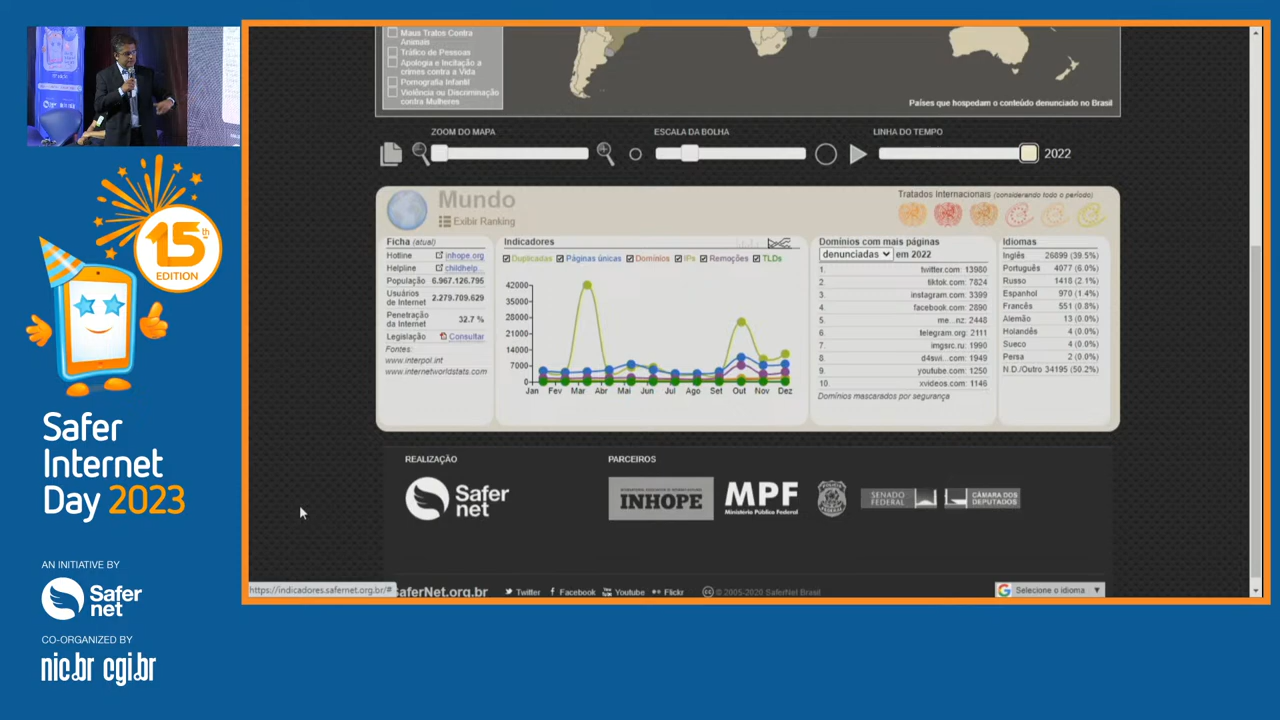 Maus Tratos Contra
Animais
Tráfico de Pessoas
Apologia e Incitação a
crimes contra a Vida
Pornografia Infantil
Violência ou Discriminação
contra Mulheres
Países que hospedam o conteúdo denunciado no Brasil
ZOOM DO MAPA
ESCALA DA BOLHA
LINHA DO TEMPO
2022
Mundo
Exibir Ranking
Tratados Internacionais (considerando todo o período)
Ficha (atual)
Hotline inhope.org
Helpline childhelp...
População 6.967.126.795
Usuários
de Internet 2.279.709.629
Penetração
da Internet 32.7 %
Legislação Consultar
Fontes:
www.interpol.int
www.internetworldstats.com
Indicadores
Duplicadas Páginas únicas Domínios IPs Remoções TLDs
42000
35000
28000
21000
14000
7000
0
Jan Fev Mar Abr Mai Jun Jul Ago Set Out Nov Dez
Domínios com mais páginas
denunciadas em 2022
1. twitter.com: 13980
2. tiktok.com: 7824
3. instagram.com: 3399
4. facebook.com: 2890
5. me...nz: 2448
6. telegram.org: 2111
7. imgsrc.ru: 1990
8. d4swi...com: 1949
9. youtube.com: 1250
10. xvideos.com: 1146
Domínios mascarados por segurança
Idiomas
Inglês 26899 (39.5%)
Português 4077 (6.0%)
Russo 1418 (2.1%)
Espanhol 970 (1.4%)
Francês 551 (0.8%)
Alemão 13 (0.0%)
Holandês 4 (0.0%)
Sueco 4 (0.0%)
Persa 2 (0.0%)
N.D./Outro 34195 (50.2%)
REALIZAÇÃO
Safer
net
PARCEIROS
INHOPE
MPF
Ministério Público Federal
SENADO
FEDERAL
CÂMARA DOS
DEPUTADOS
https://indicadores.safernet.org.br/#
SaferNet.org.br
Twitter Facebook Youtube Flickr
© 2005-2020 SaferNet Brasil
Selecione o idioma
15th
EDITION
Safer
Internet
Day 2023
AN INITIATIVE BY
Safer
net
CO-ORGANIZED BY
nic.br cgi.br